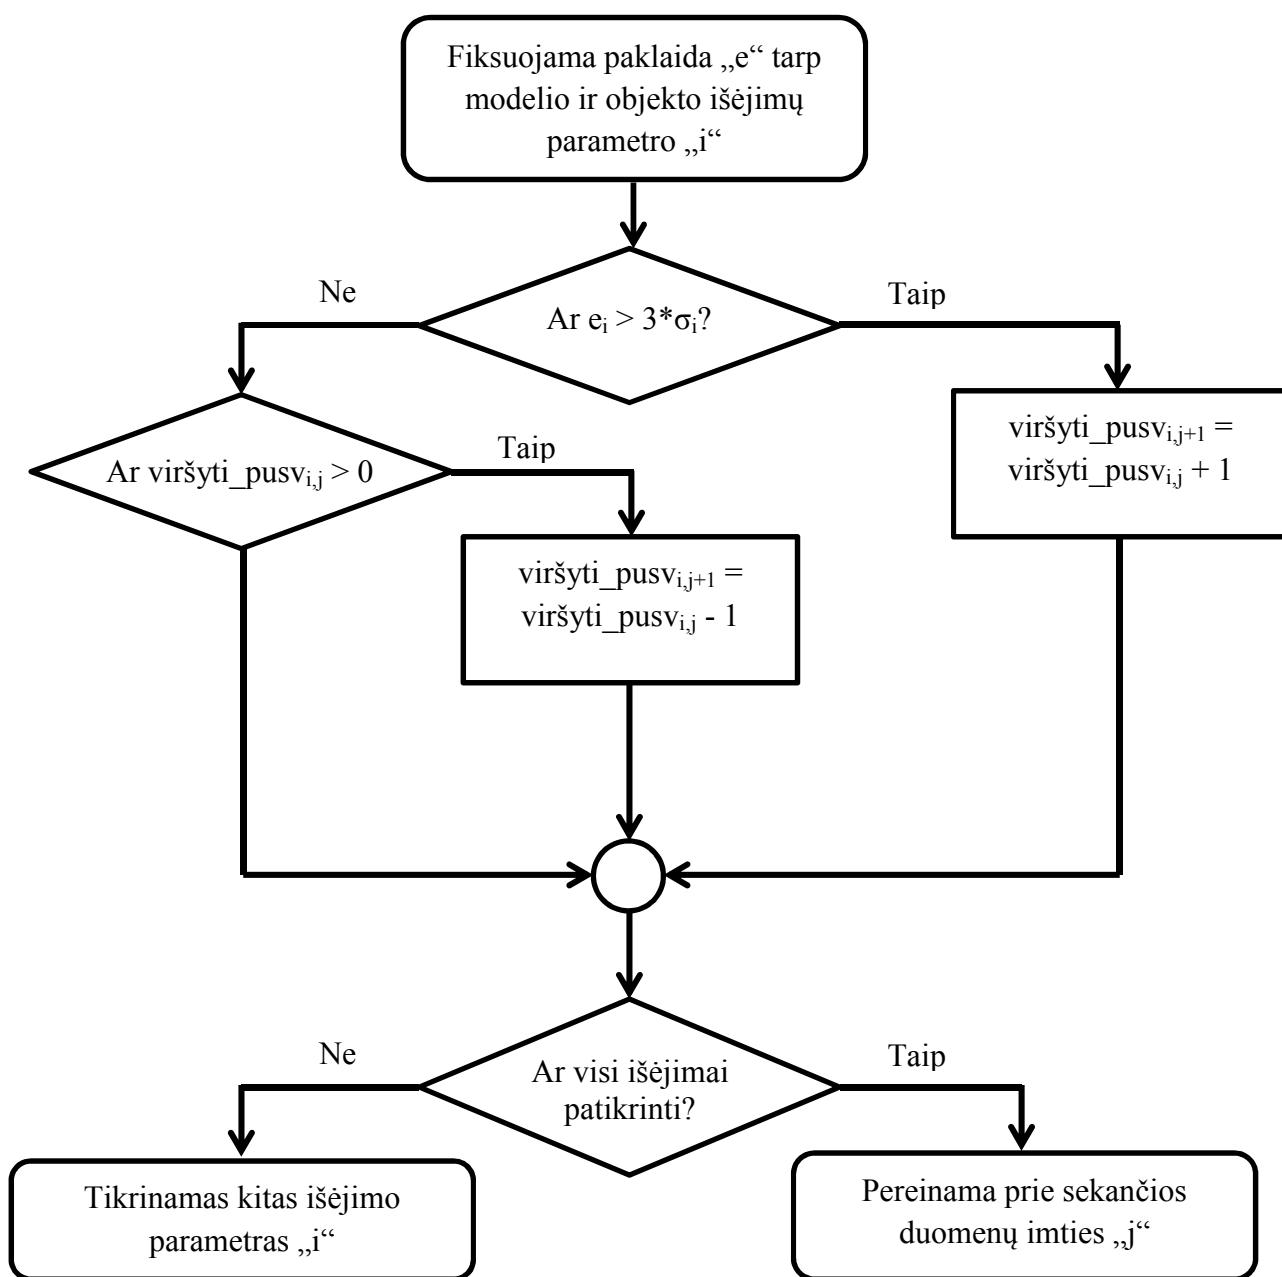 Fiksuojama paklaida „e“ tarp
modelio ir objekto išėjimų
parametro „i“
Ne
Taip
Ar eᵢ > 3*σᵢ?
viršyti_pusvᵢ,ⱼ₊₁ =
viršyti_pusvᵢ,ⱼ + 1
Ar viršyti_pusvᵢ,ⱼ > 0
Taip
viršyti_pusvᵢ,ⱼ₊₁ =
viršyti_pusvᵢ,ⱼ - 1
Ne
Taip
Ar visi išėjimai
patikrinti?
Tikrinamas kitas išėjimo
parametras „i“
Pereinama prie sekančios
duomenų imties „j“